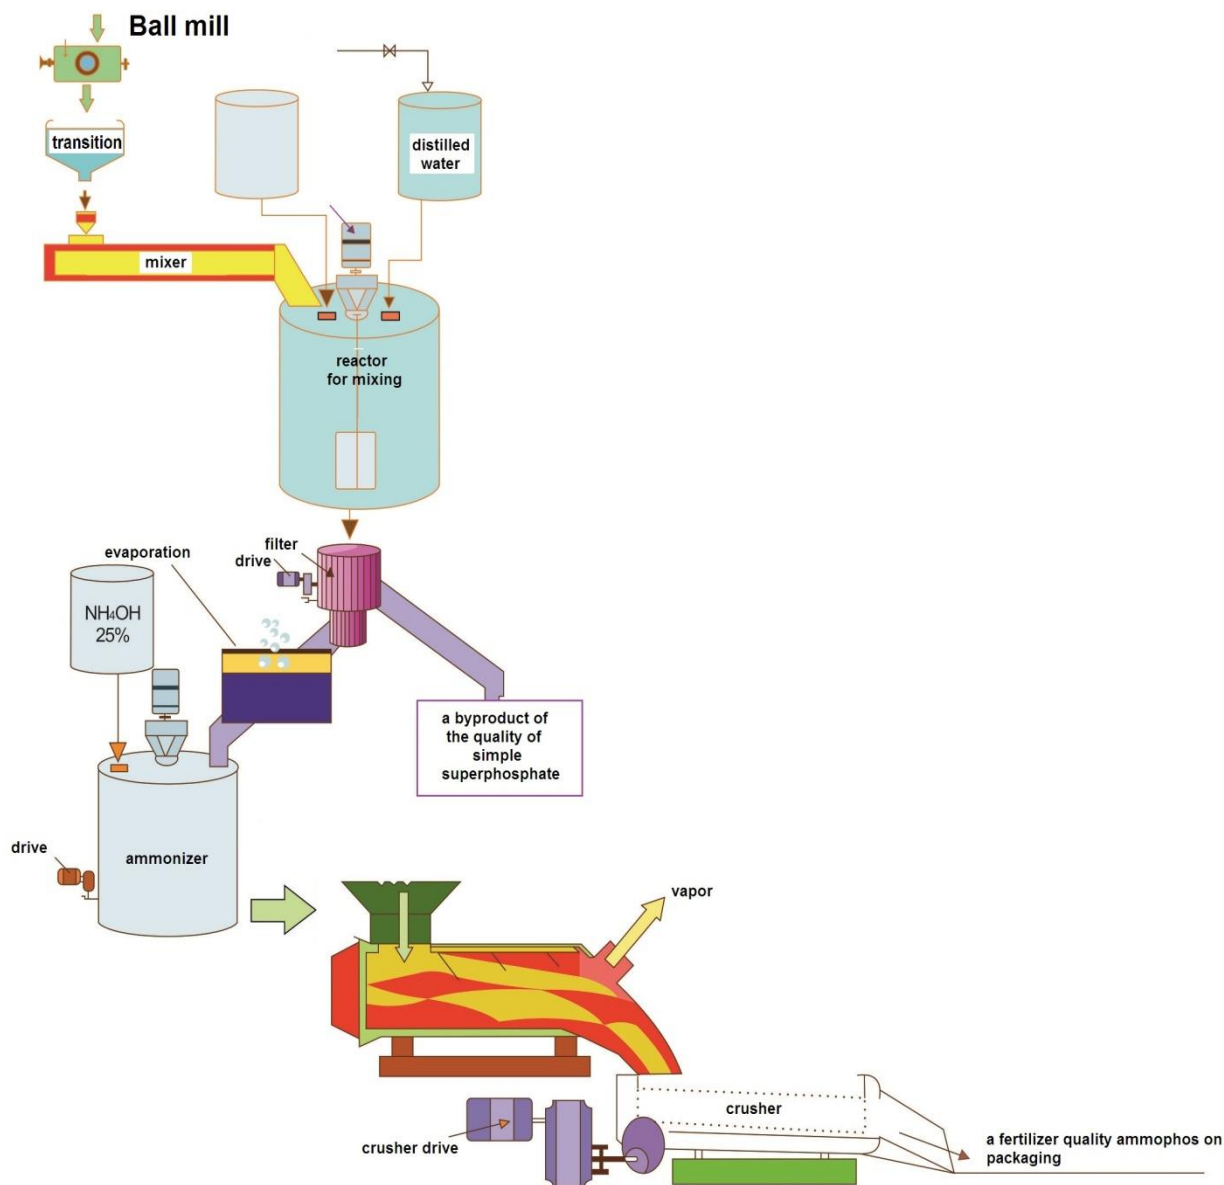 Ball mill
transition
distilled
water
mixer
reactor
for mixing
filter
drive
evaporation
NH₄OH
25%
a byproduct of
the quality of
simple
superphosphate
drive
ammonizer
vapor
crusher
crusher drive
a fertilizer quality ammophos on
packaging